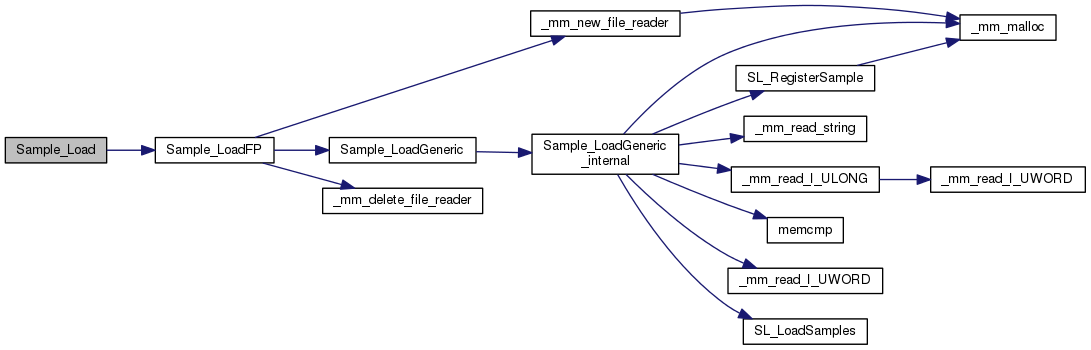 Sample_Load
Sample_LoadFP
_mm_new_file_reader
Sample_LoadGeneric
_mm_delete_file_reader
Sample_LoadGeneric
_internal
_mm_malloc
SL_RegisterSample
_mm_read_string
_mm_read_I_ULONG
_mm_read_I_UWORD
memcmp
_mm_read_I_UWORD
SL_LoadSamples